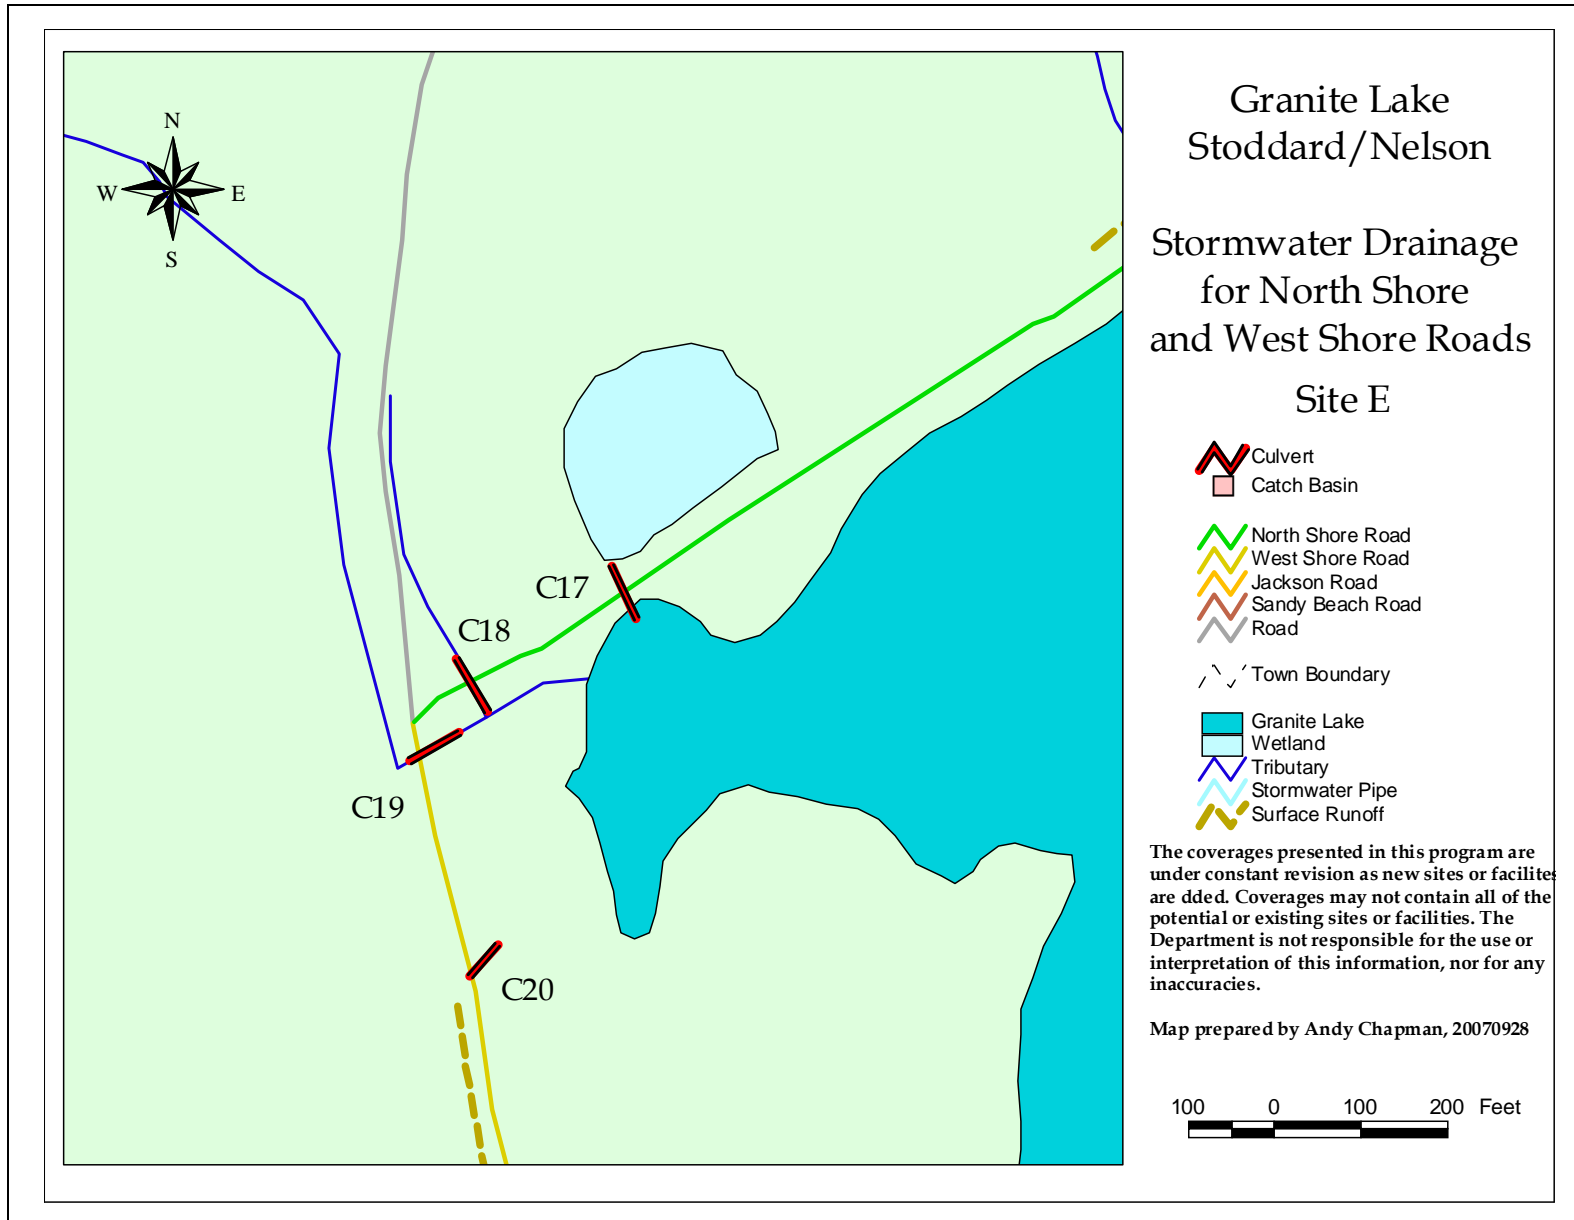 Granite Lake
Stoddard/Nelson
Stormwater Drainage
for North Shore
and West Shore Roads
Site E
N
W
E
S
C17
C18
C19
C20
Culvert
Catch Basin
North Shore Road
West Shore Road
Jackson Road
Sandy Beach Road
Road
Town Boundary
Granite Lake
Wetland
Tributary
Stormwater Pipe
Surface Runoff
The coverages presented in this program are
under constant revision as new sites or facilites
are dded. Coverages may not contain all of the
potential or existing sites or facilities. The
Department is not responsible for the use or
interpretation of this information, nor for any
inaccuracies.
Map prepared by Andy Chapman, 20070928
100 0 100 200 Feet